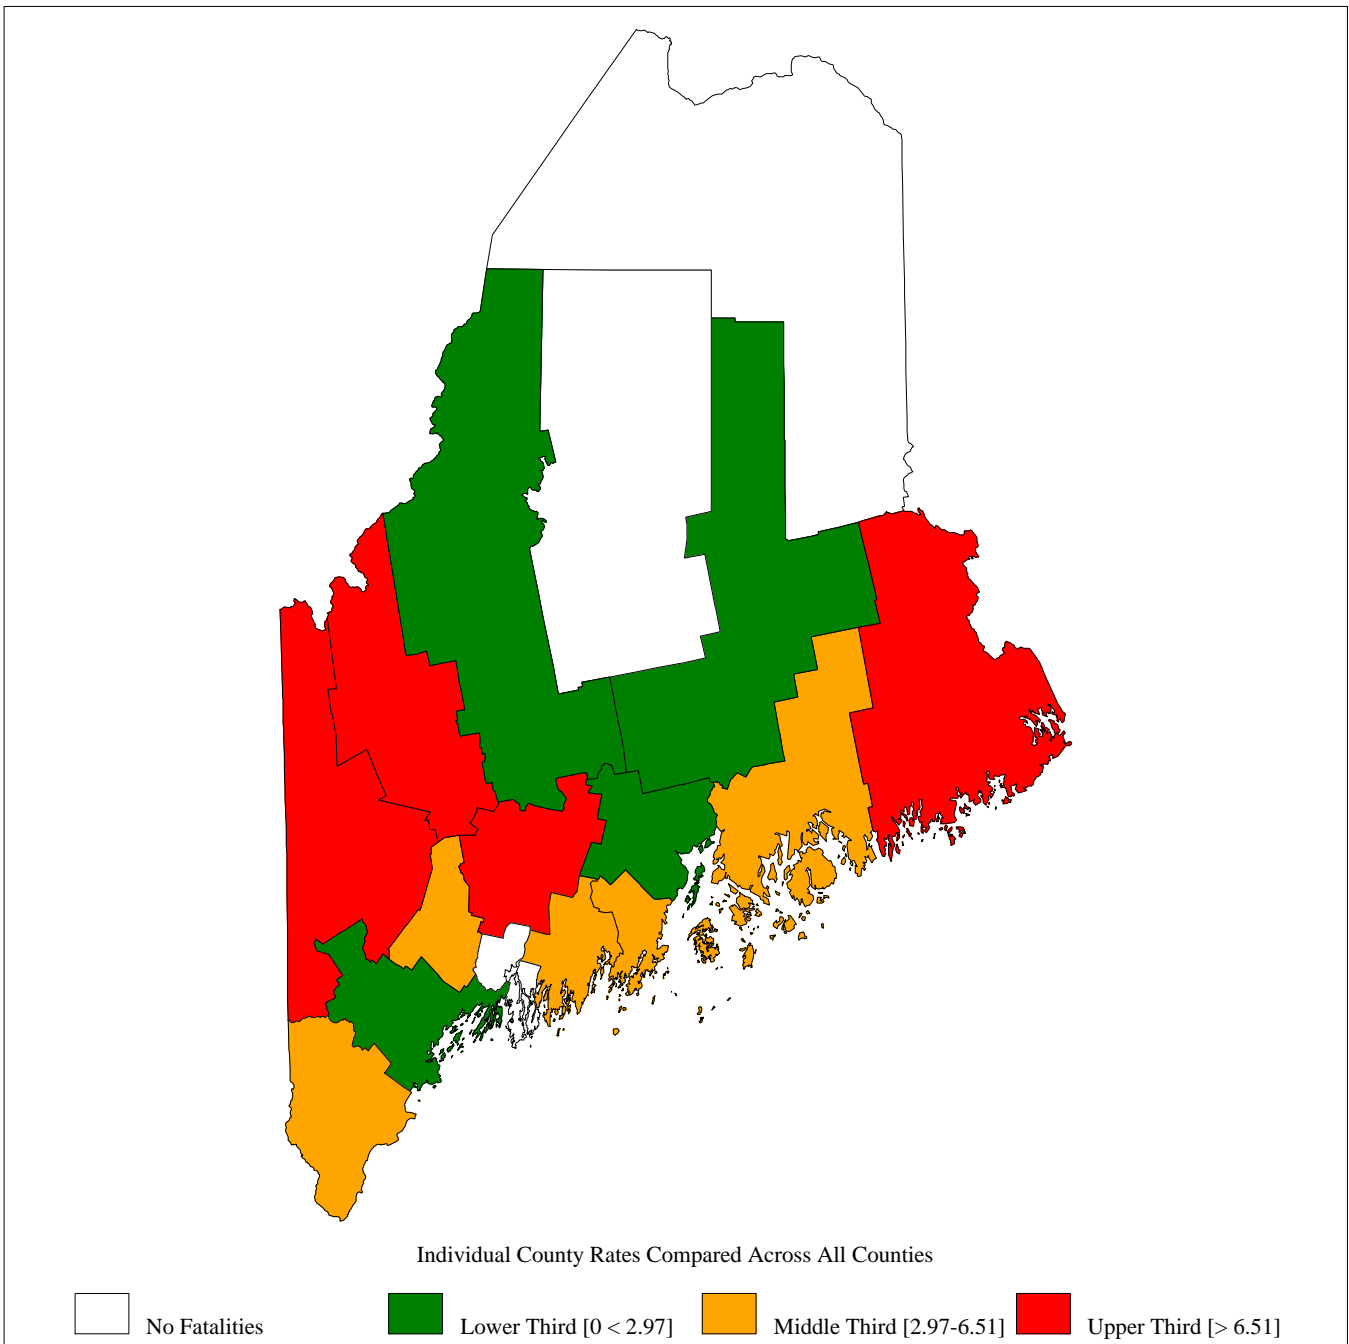 Individual County Rates Compared Across All Counties
No Fatalities Lower Third [0 < 2.97] Middle Third [2.97-6.51] Upper Third [> 6.51]